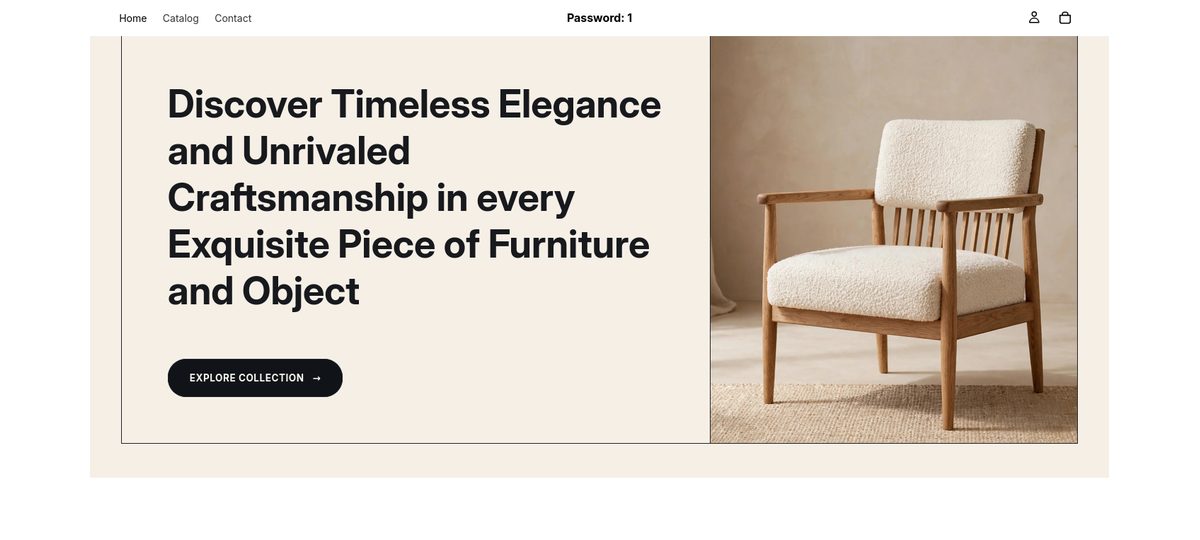 Home
Catalog
Contact
Password: 1
Discover Timeless Elegance
and Unrivaled
Craftsmanship in every
Exquisite Piece of Furniture
and Object
EXPLORE COLLECTION →